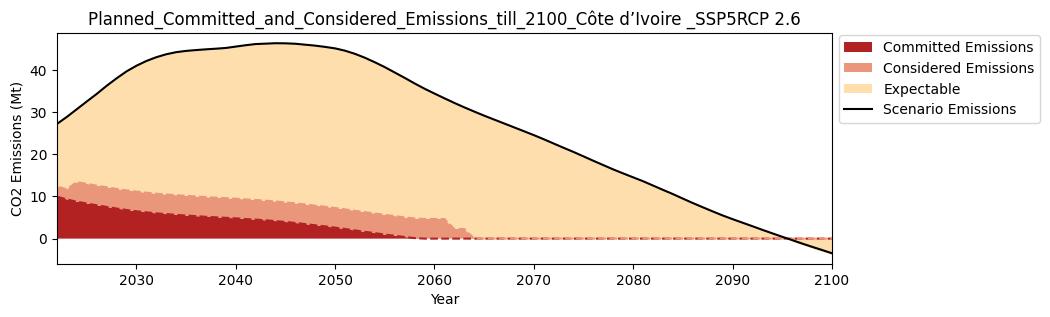 Planned_Committed_and_Considered_Emissions_till_2100_Côte d’Ivoire _SSP5RCP 2.6
CO2 Emissions (Mt)
40
30
20
10
0
2030 2040 2050 2060 2070 2080 2090 2100
Year
Committed Emissions
Considered Emissions
Expectable
Scenario Emissions